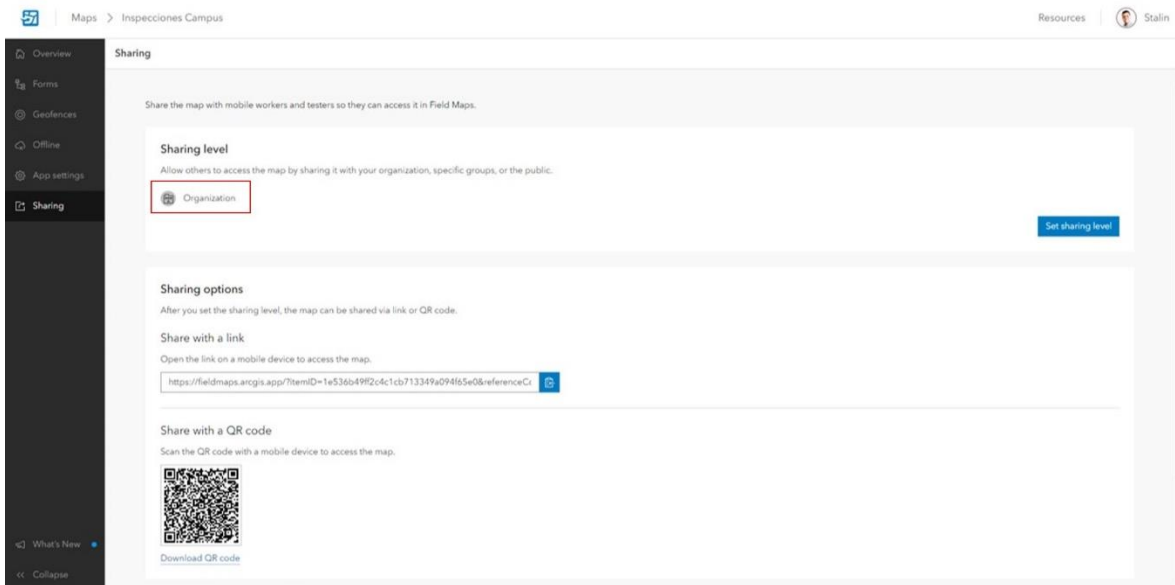 Maps > Inspecciones Campus
Resources
Stalin
Overview
Forms
Geofences
Offline
App settings
Sharing
What's New
Collapse
Sharing
Share the map with mobile workers and testers so they can access it in Field Maps.
Sharing level
Allow others to access the map by sharing it with your organization, specific groups, or the public.
Organization
Set sharing level
Sharing options
After you set the sharing level, the map can be shared via link or QR code.
Share with a link
Open the link on a mobile device to access the map.
https://fieldmaps.arcgis.app/?itemID=1e536b49ff2c4c1cb713349a094f65e0&referenceCo
Share with a QR code
Scan the QR code with a mobile device to access the map.
Download QR code